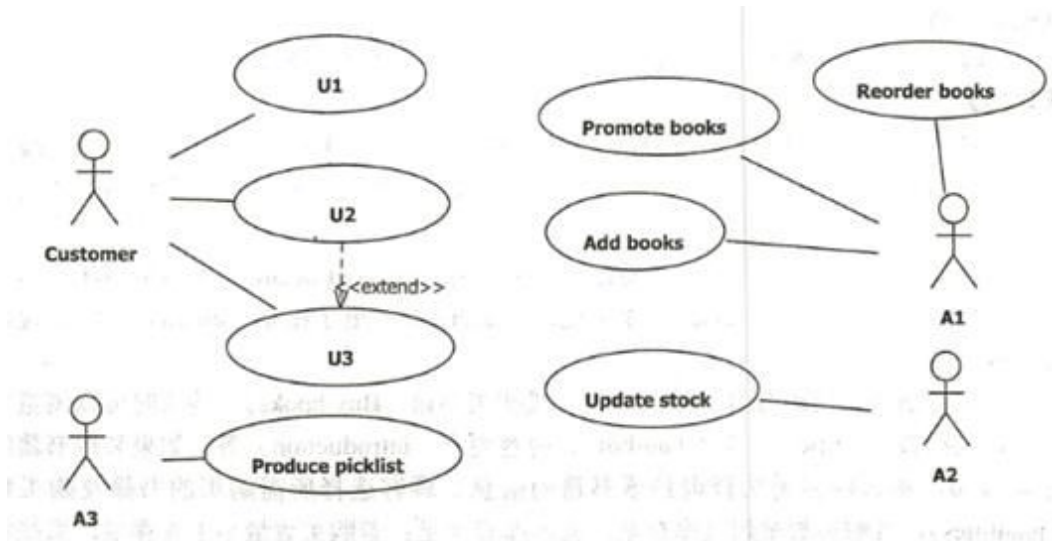 U1
Reorder books
Promote books
U2
Customer
Add books
<<extend>>
A1
U3
Update stock
Produce picklist
A2
A3